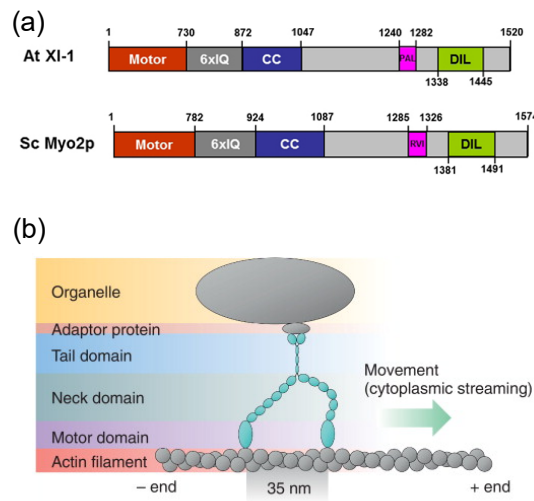 (a)
1 730 872 1047 1240 1282 1520
At XI-1 Motor 6xIQ CC PAL DIL
1338 1445
1 782 924 1087 1285 1326 1574
Sc Myo2p Motor 6xIQ CC RVI DIL
1381 1491
(b)
Organelle
Adaptor protein
Tail domain
Movement
(cytoplasmic streaming)
Neck domain
Motor domain
Actin filament
– end 35 nm + end